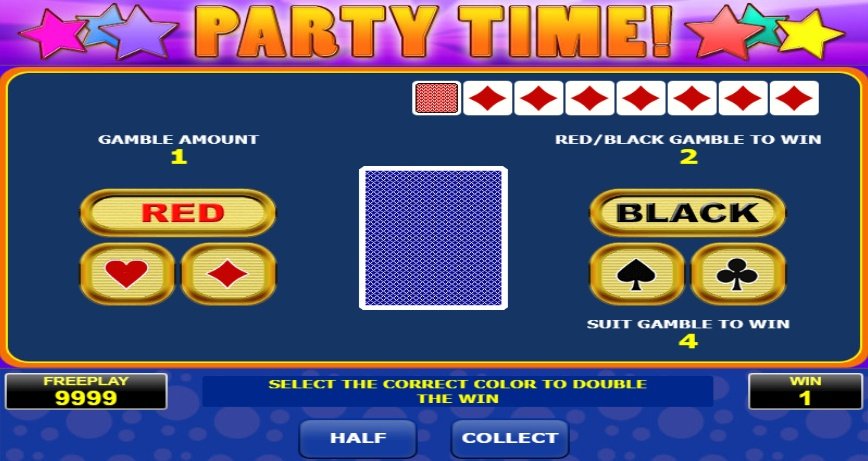 PARTY TIME!
GAMBLE AMOUNT
1
RED/BLACK GAMBLE TO WIN
2
RED
BLACK
SUIT GAMBLE TO WIN
4
FREEPLAY
9999
SELECT THE CORRECT COLOR TO DOUBLE
THE WIN
WIN
1
HALF
COLLECT